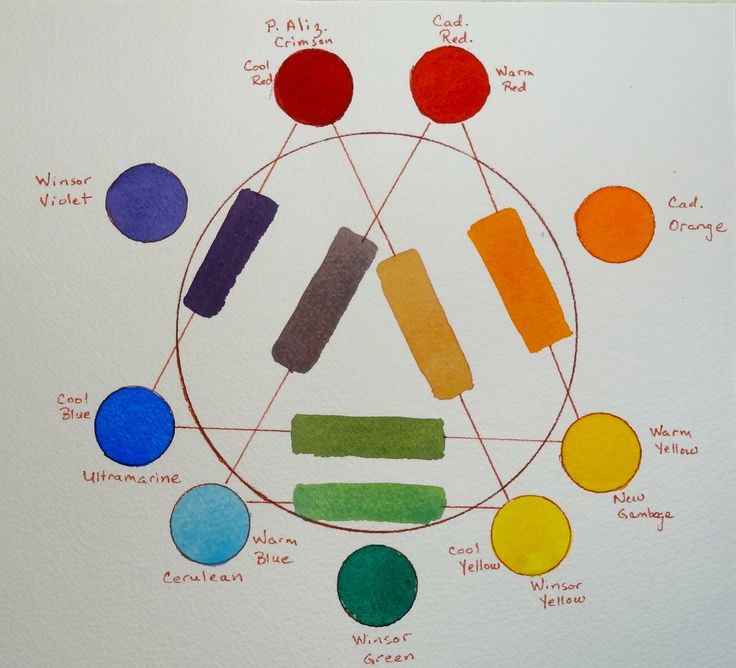 P. Aliz.
Crimson
Cad.
Red.
Cool
Red
Warm
Red
Winsor
Violet
Cad.
Orange
Cool
Blue
Ultramarine
Warm
Yellow
New
Gamboge
Warm
Blue
Cerulean
Cool
Yellow
Winsor
Yellow
Winsor
Green